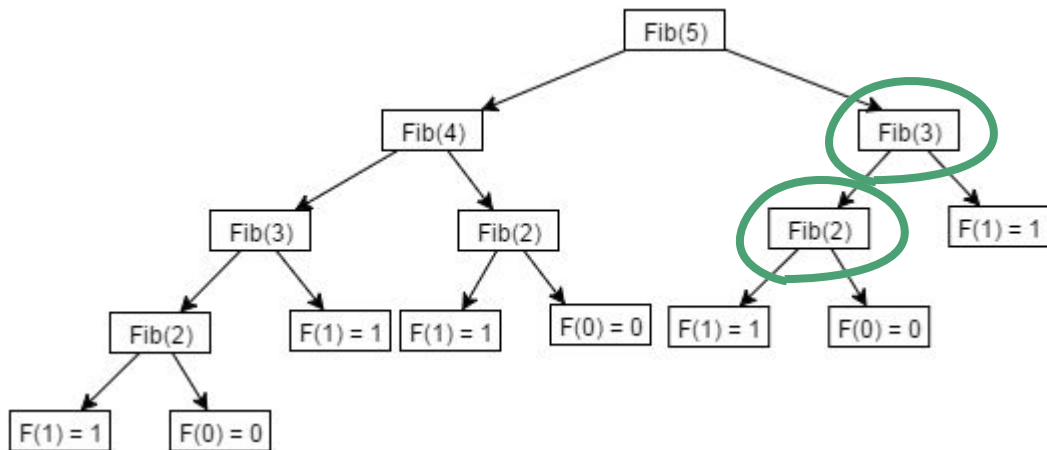 Fib(5)
Fib(4)
Fib(3)
Fib(3)
Fib(2)
Fib(2)
F(1) = 1
Fib(2)
F(1) = 1
F(1) = 1
F(0) = 0
F(1) = 1
F(0) = 0
F(1) = 1
F(0) = 0